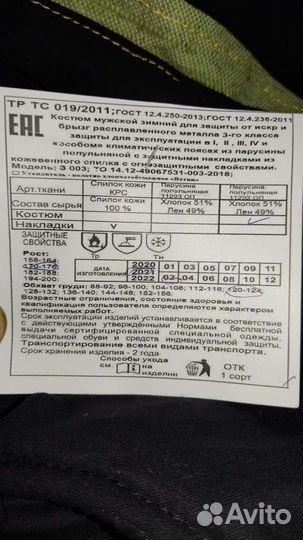 ТР ТС 019/2011; ГОСТ 12.4.250-2013; ГОСТ 12.4.236-2011
EAC
Костюм мужской зимний для защиты от искр и
брызг расплавленного металла 3-го класса
защиты для эксплуатации в I, II, III, IV и
«особом» климатических поясах из парусины
полульняной с защитными накладками из
кожевенного спилка с огнезащитными свойствами.
Модель: З 003; ТО 14.12-49067531-003-2018;
Утеплитель - полотно
Арт.ткани Спилок кожи КРС Парусина полульняная 11293 ОП Парусина полульняная 11292 ОП
Состав сырья Спилок кожи 100 % Хлопок 51% Лен 49% Хлопок 51% Лен 49%
Костюм V
Накладки v
ЗАЩИТНЫЕ СВОЙСТВА
Тр Тн
Рост:
158-164
170-176
182-188
194-200
ДАТА ИЗГОТОВЛЕНИЯ
2020 01 03 05 07 09 11
2021
2022 02 04 06 08 10 12
Обхват груди: 88-92; 96-100; 104-108; 112-116; 120-124;
128-132; 136-140; 144-148; 152-156.
Возрастные ограничения, состояние здоровья и
квалификация пользователя определяются характером
выполняемых работ.
Срок эксплуатации изделий устанавливается в соответствие
с действующими утвержденными Нормами бесплатной
выдачи сертифицированной специальной одежды,
специальной обуви и средств индивидуальной защиты.
Транспортирование всеми видами транспорта.
Срок хранения изделия - 2 года
Способы ухода
см. на изделии
ОТК
1 сорт
Avito